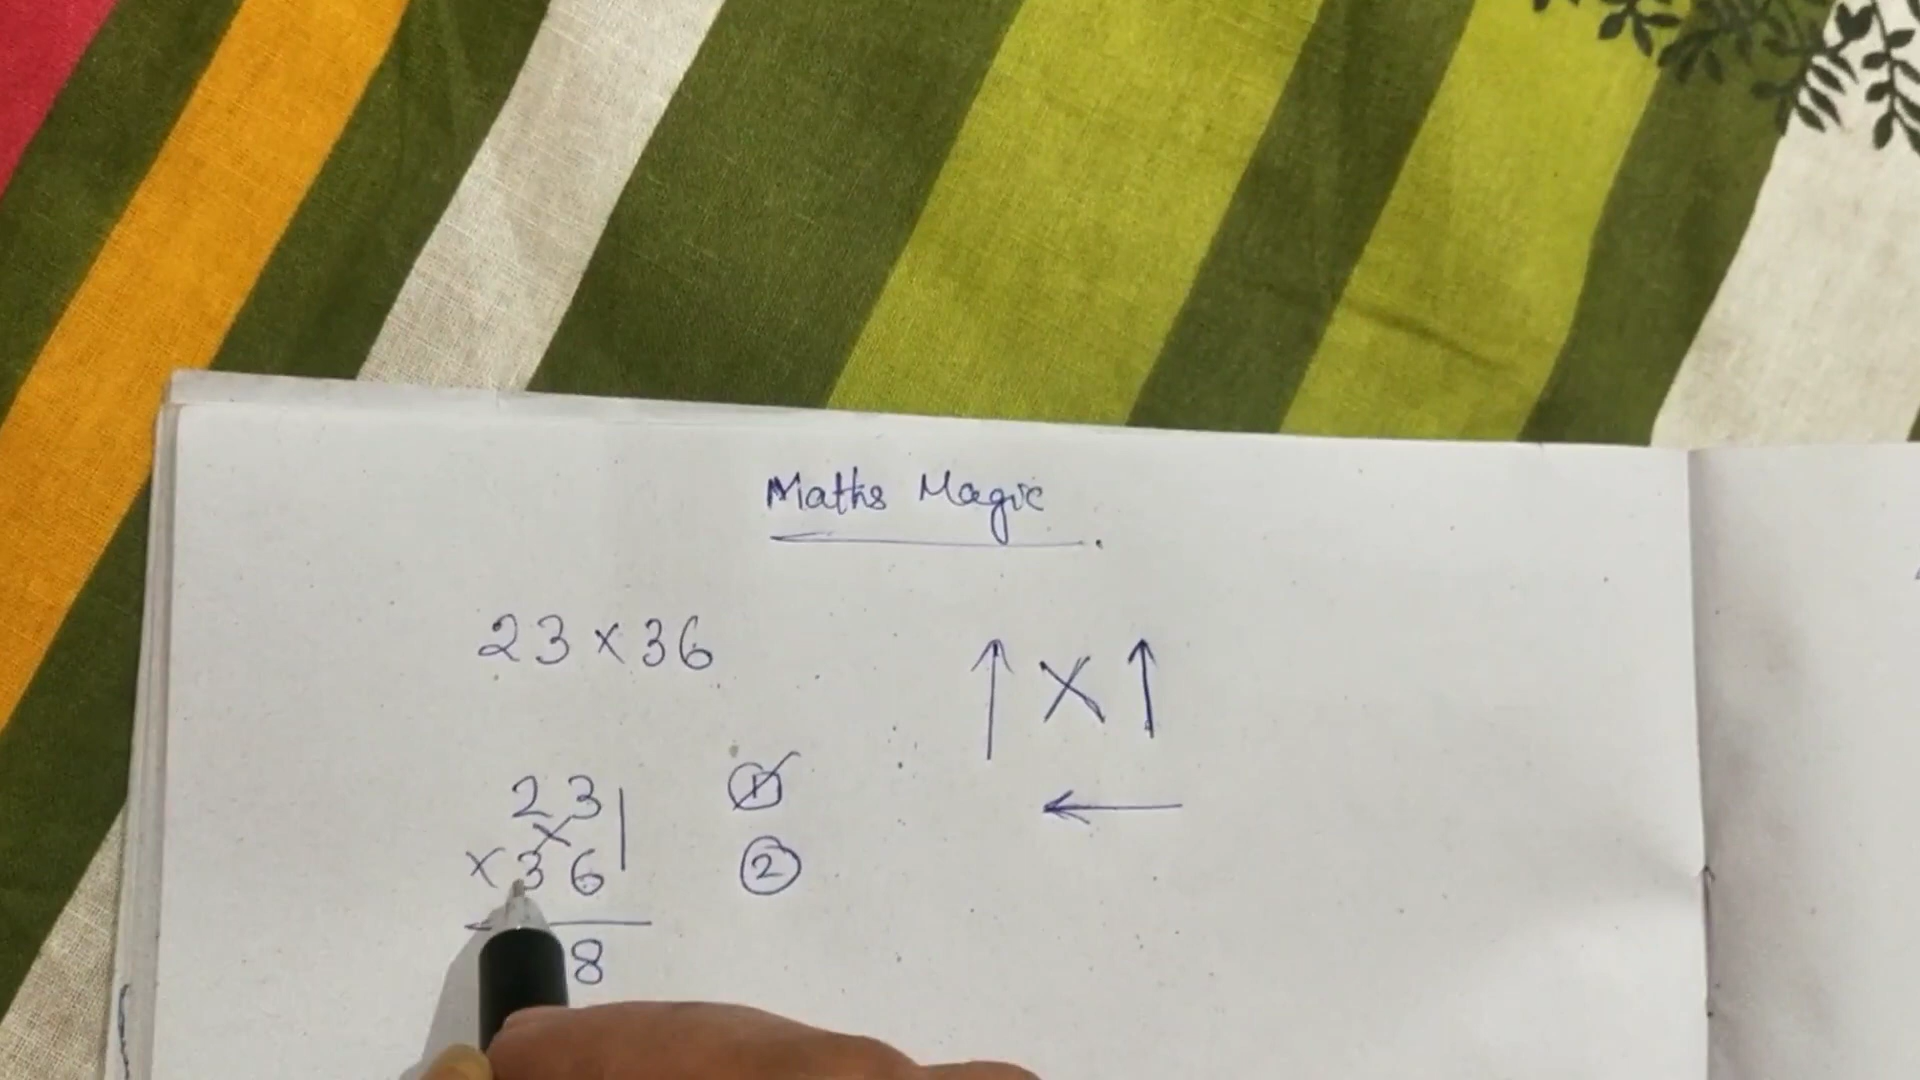 Maths Magic.
23 x 36
↑ X ↑
←
23
x 36
8
①
②